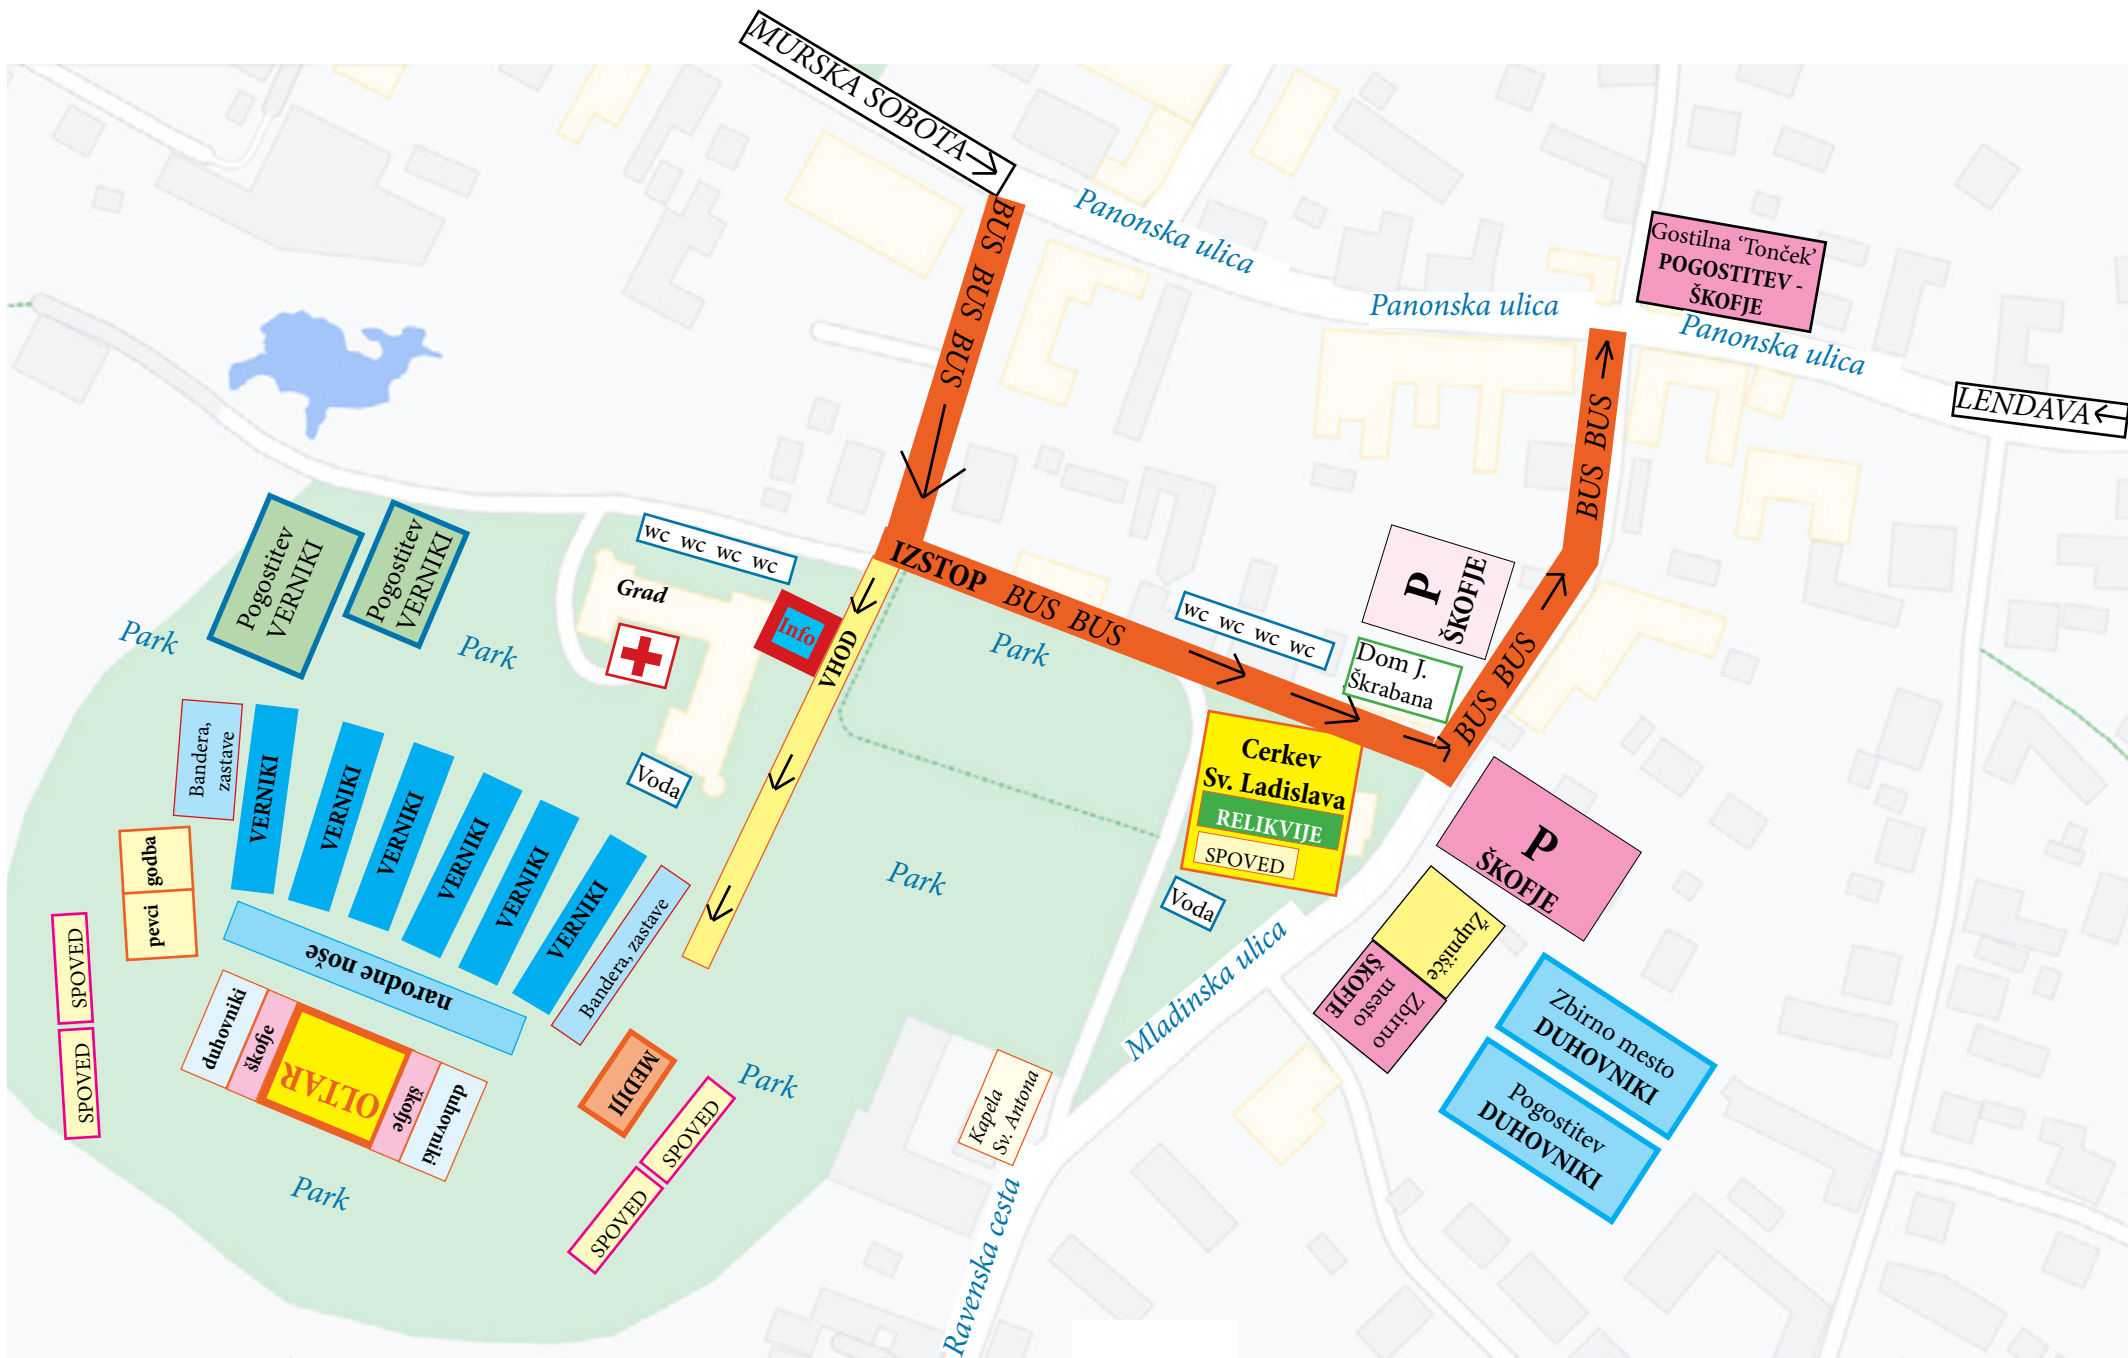 MURSKA SOBOTA
Panonska ulica
Panonska ulica
Panonska ulica
Gostilna ‘Tonček’
POGOSTITEV -
ŠKOFJE
LENDAVA
BUS BUS BUS BUS
IZSTOP BUS BUS
BUS BUS
BUS BUS
wc wc wc wc
wc wc wc wc
Grad
Info
VHOD
Voda
Park
Park
Park
Park
Park
Park
Pogostitev
VERNIKI
Pogostitev
VERNIKI
P
ŠKOFJE
Dom J.
Škrabana
Cerkev
Sv. Ladislava
RELIKVIJE
SPOVED
Voda
P
ŠKOFJE
Župnišče
Zbirno
mesto
ŠKOFJE
Zbirno mesto
DUHOVNIKI
Pogostitev
DUHOVNIKI
Mladinska ulica
Ravenska cesta
Kapela
Sv. Antona
Bandera,
zastave
VERNIKI
VERNIKI
VERNIKI
VERNIKI
VERNIKI
VERNIKI
Bandera, zastave
godba
pevci
narodne noše
SPOVED
SPOVED
duhovniki
škofje
OLTAR
škofje
duhovniki
MEDIJI
SPOVED
SPOVED